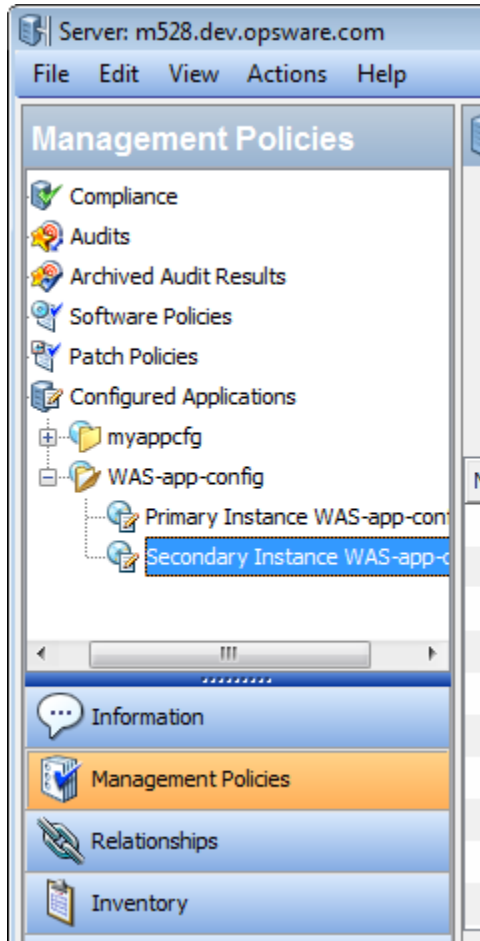 Server: m528.dev.opsware.com
File Edit View Actions Help
Management Policies
Compliance
Audits
Archived Audit Results
Software Policies
Patch Policies
Configured Applications
myappcfg
WAS-app-config
Primary Instance WAS-app-con
Secondary Instance WAS-app-c
Information
Management Policies
Relationships
Inventory